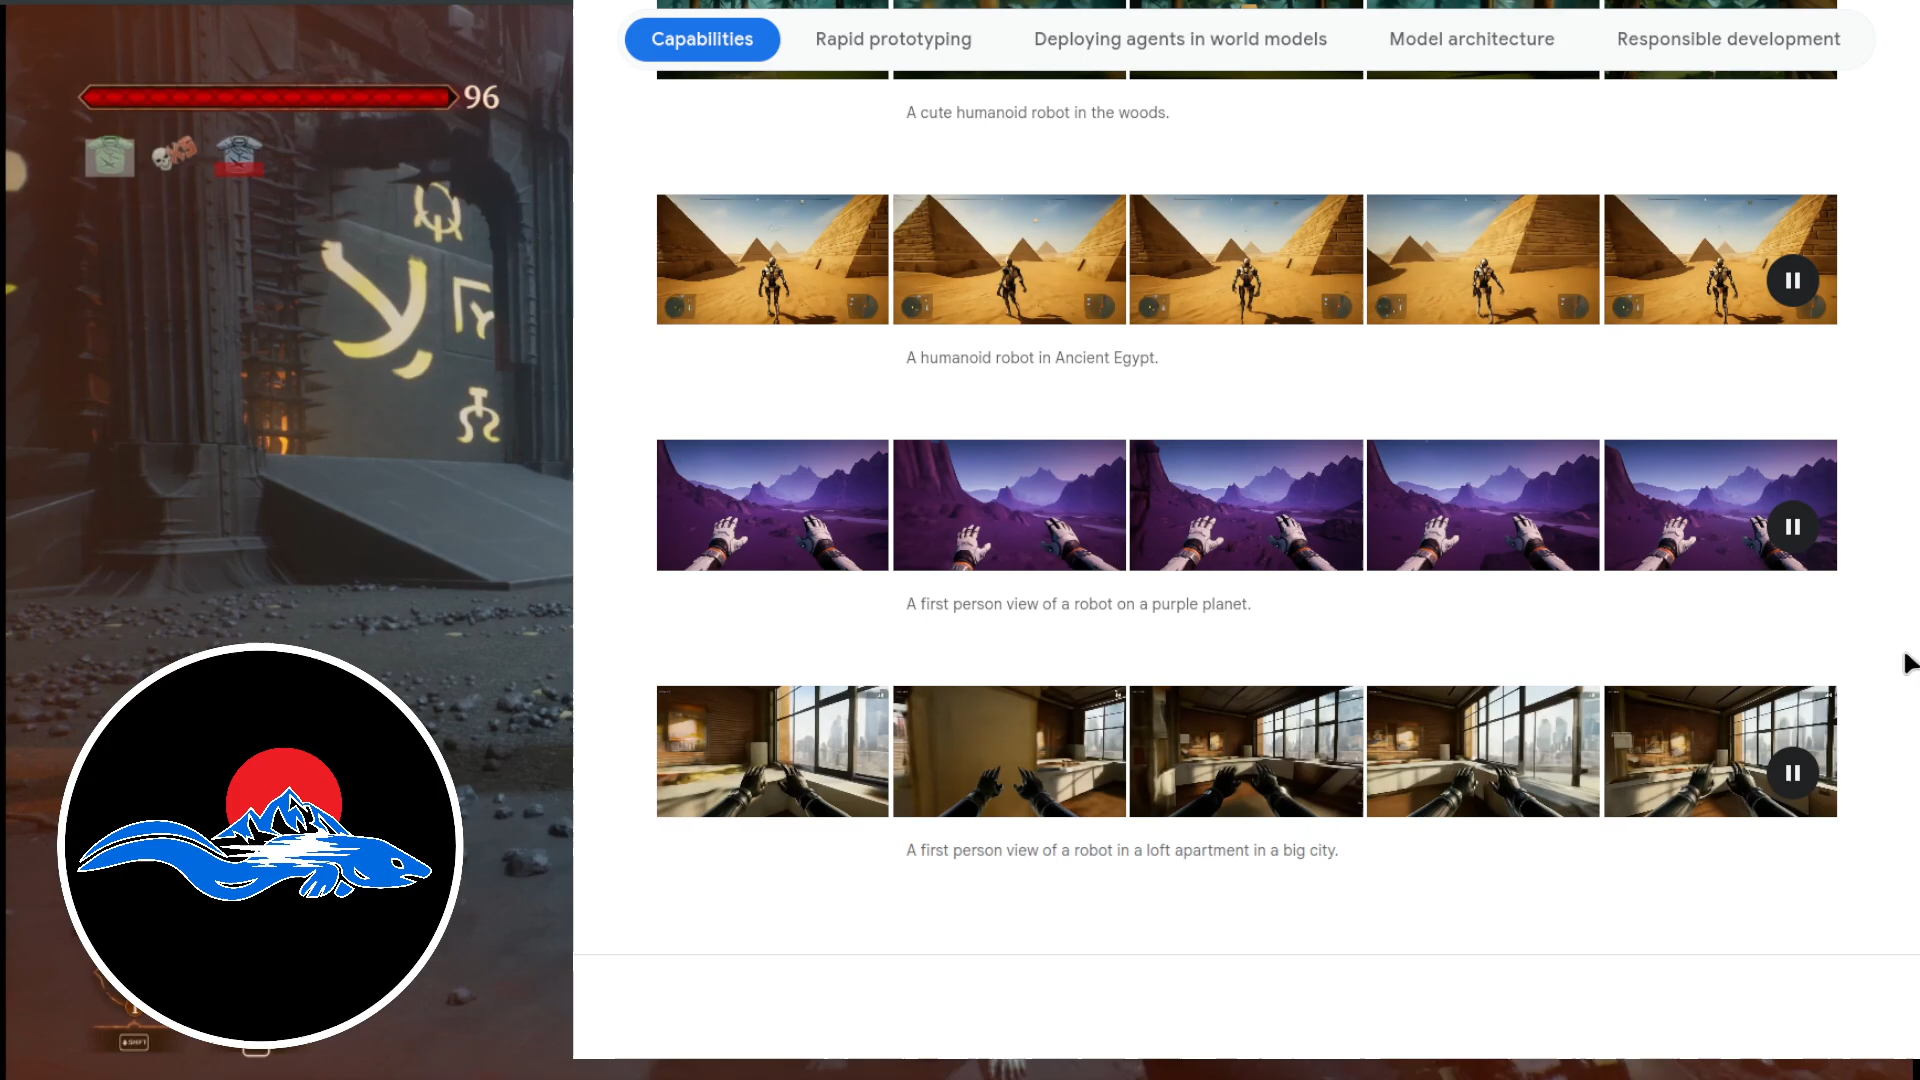 Capabilities
Rapid prototyping
Deploying agents in world models
Model architecture
Responsible development
96
A cute humanoid robot in the woods.
A humanoid robot in Ancient Egypt.
A first person view of a robot on a purple planet.
A first person view of a robot in a loft apartment in a big city.
SHIFT